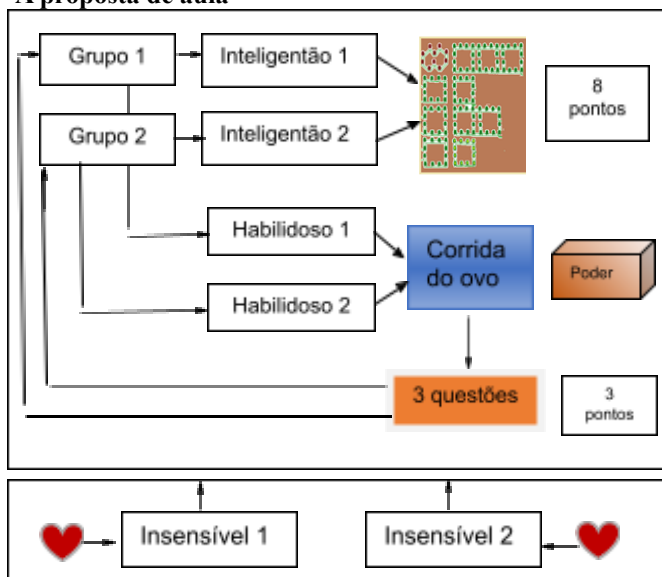 A proposta de aula
Grupo 1
Inteligentão 1
8
pontos
Grupo 2
Inteligentão 2
Habilidoso 1
Corrida
do ovo
Poder
Habilidoso 2
3 questões
3
pontos
Insensível 1
Insensível 2